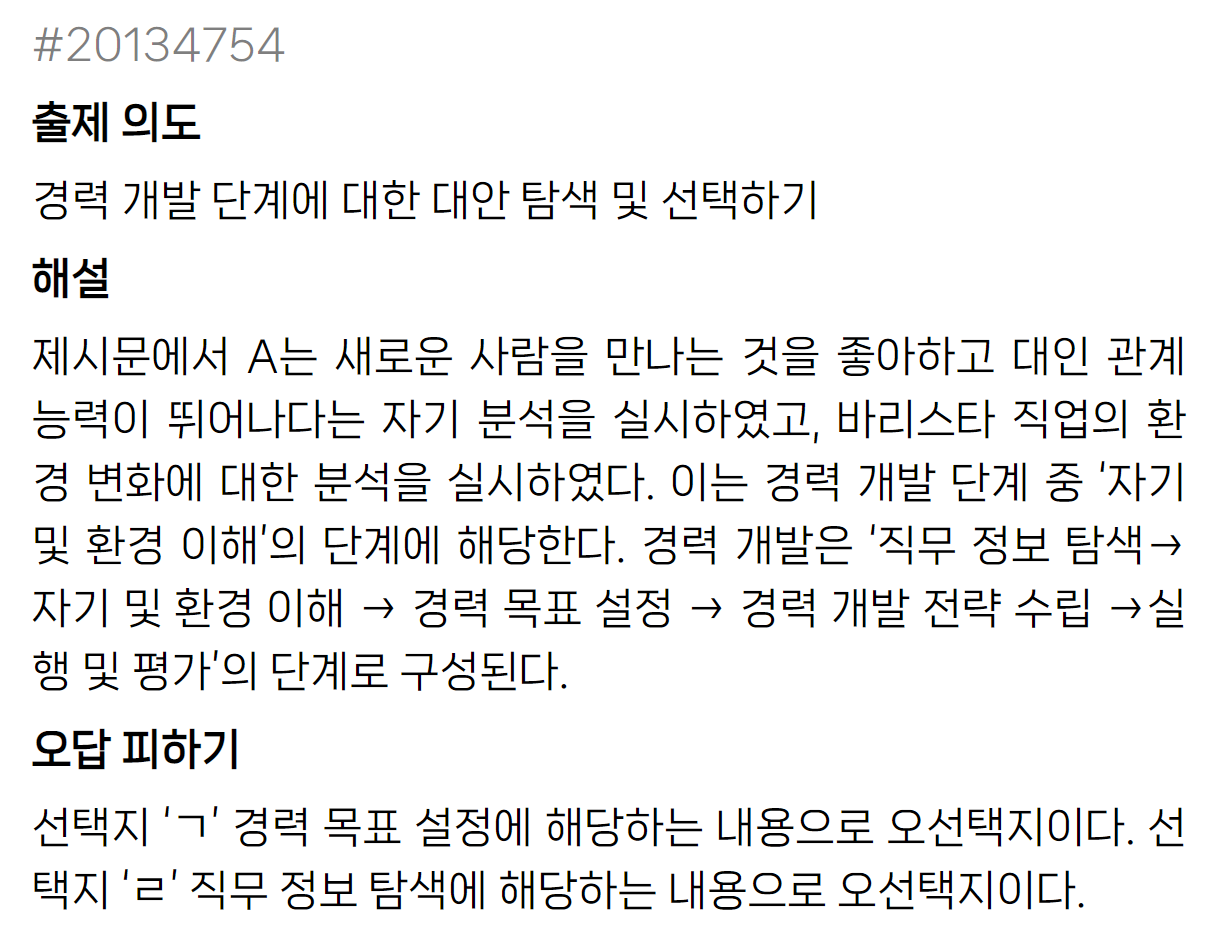 #20134754
출제 의도
경력 개발 단계에 대한 대안 탐색 및 선택하기
해설
제시문에서 A는 새로운 사람을 만나는 것을 좋아하고 대인 관계
능력이 뛰어나다는 자기 분석을 실시하였고, 바리스타 직업의 환
경 변화에 대한 분석을 실시하였다. 이는 경력 개발 단계 중 ‘자기
및 환경 이해’의 단계에 해당한다. 경력 개발은 ‘직무 정보 탐색→
자기 및 환경 이해 → 경력 목표 설정 → 경력 개발 전략 수립 →실
행 및 평가’의 단계로 구성된다.
오답 피하기
선택지 ‘ㄱ’ 경력 목표 설정에 해당하는 내용으로 오선택지이다. 선
택지 ‘ㄹ’ 직무 정보 탐색에 해당하는 내용으로 오선택지이다.